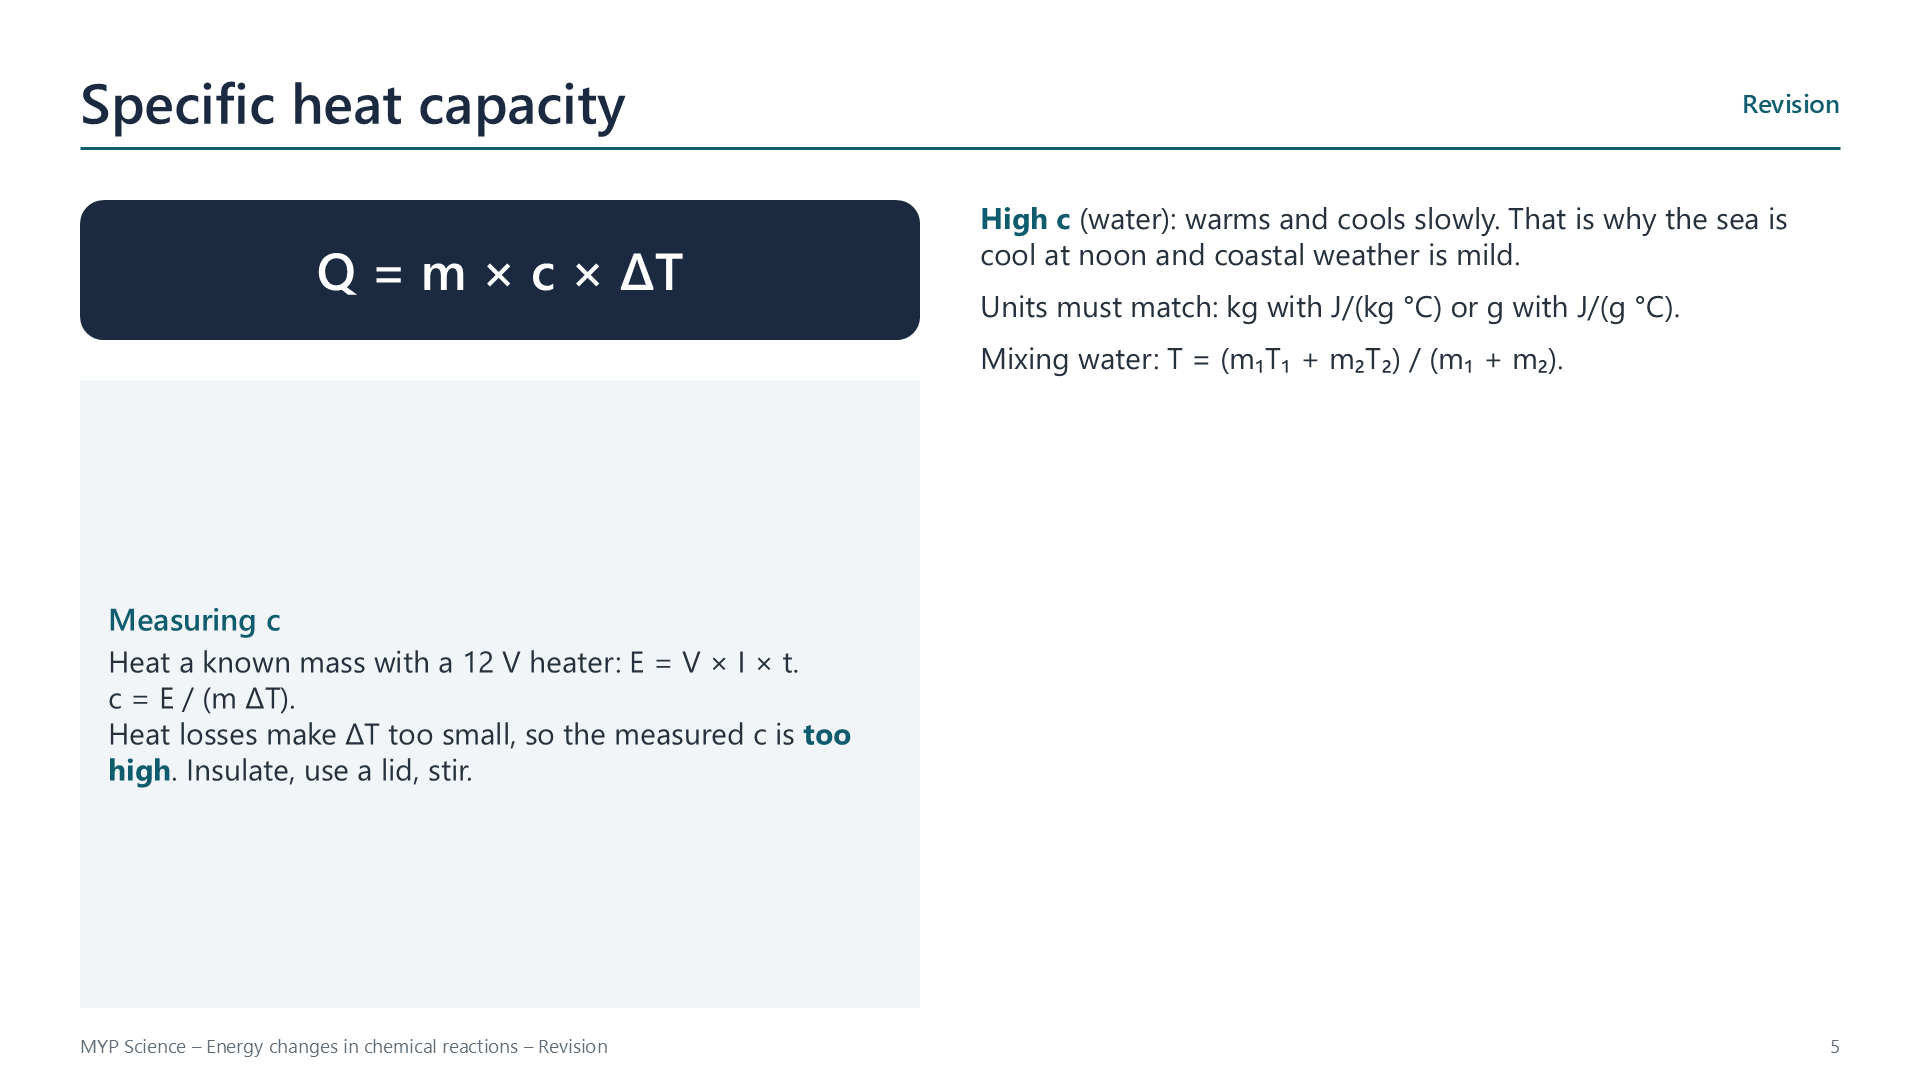 Specific heat capacity
Revision
Q = m × c × ΔT
Measuring c
Heat a known mass with a 12 V heater: E = V × I × t.
c = E / (m ΔT).
Heat losses make ΔT too small, so the measured c is too
high. Insulate, use a lid, stir.
High c (water): warms and cools slowly. That is why the sea is
cool at noon and coastal weather is mild.
Units must match: kg with J/(kg °C) or g with J/(g °C).
Mixing water: T = (m₁T₁ + m₂T₂) / (m₁ + m₂).
MYP Science – Energy changes in chemical reactions – Revision
5